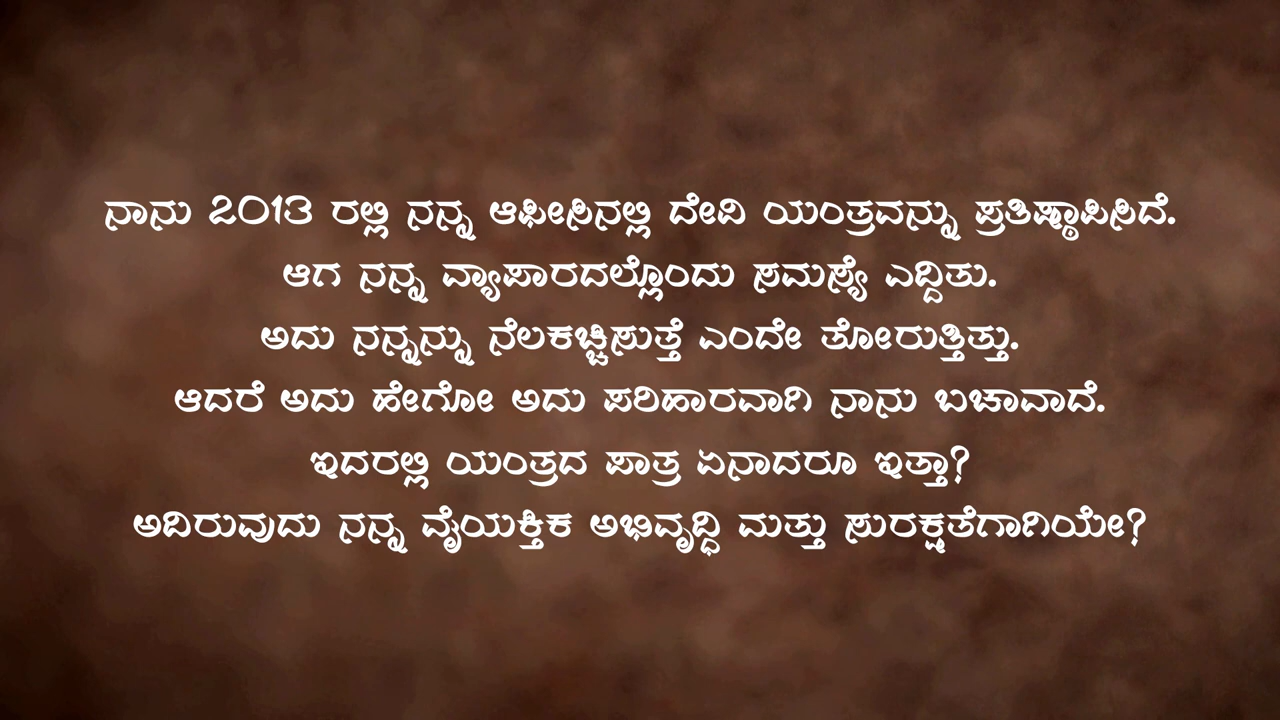 ನಾನು 2013 ರಲ್ಲಿ ನನ್ನ ಆಫೀಸಿನಲ್ಲಿ ದೇವಿ ಯಂತ್ರವನ್ನು ಪ್ರತಿಷ್ಠಾಪಿಸಿದೆ.
ಆಗ ನನ್ನ ವ್ಯಾಪಾರದಲ್ಲೊಂದು ಸಮಸ್ಯೆ ಎದ್ದಿತು.
ಅದು ನನ್ನನ್ನು ನೆಲಕಚ್ಚಿಸುತ್ತೆ ಎಂದೇ ತೋರುತ್ತಿತ್ತು.
ಆದರೆ ಅದು ಹೇಗೋ ಅದು ಪರಿಹಾರವಾಗಿ ನಾನು ಬಚಾವಾದೆ.
ಇದರಲ್ಲಿ ಯಂತ್ರದ ಪಾತ್ರ ಏನಾದರೂ ಇತ್ತಾ?
ಅದಿರುವುದು ನನ್ನ ವೈಯಕ್ತಿಕ ಅಭಿವೃದ್ಧಿ ಮತ್ತು ಸುರಕ್ಷತೆಗಾಗಿಯೇ?